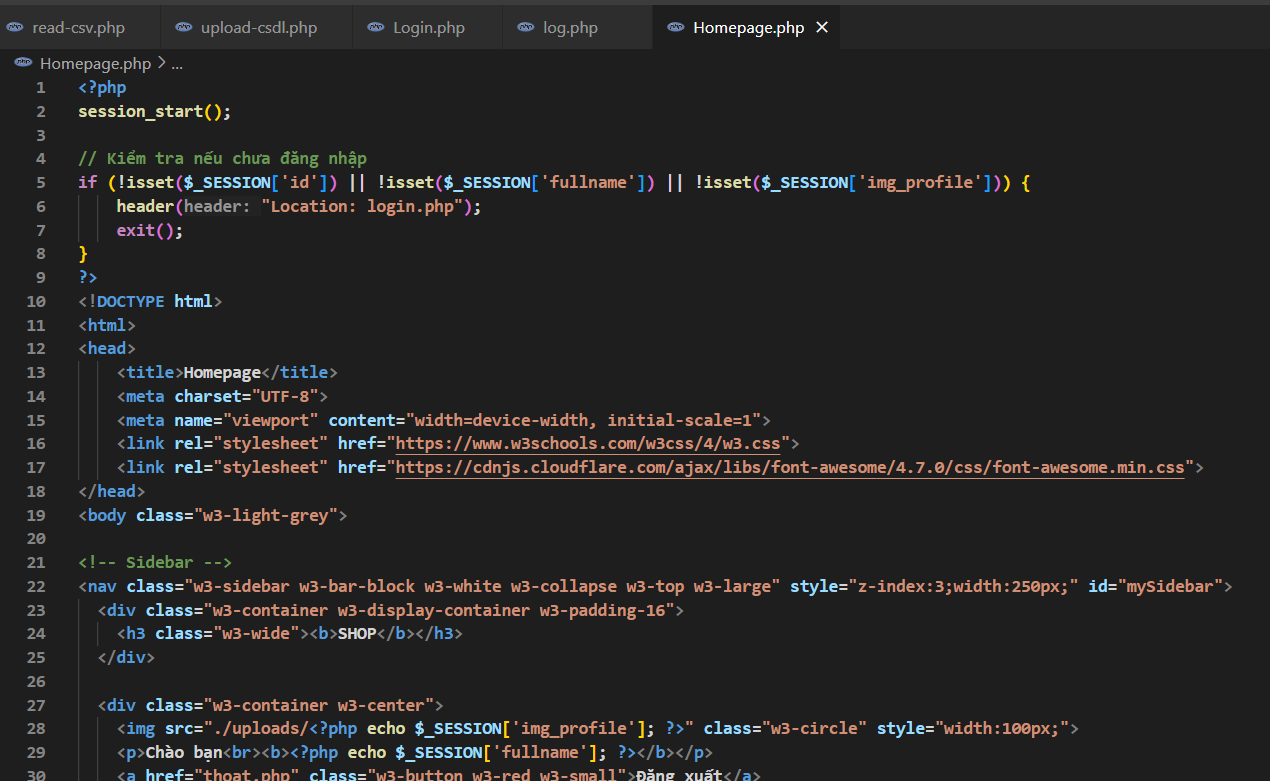 read-csv.php upload-csdl.php Login.php log.php Homepage.php ×
Homepage.php > ...
1 <?php
2 session_start();
3
4 // Kiểm tra nếu chưa đăng nhập
5 if (!isset($_SESSION['id']) || !isset($_SESSION['fullname']) || !isset($_SESSION['img_profile'])) {
6 header(header: "Location: login.php");
7 exit();
8 }
9 ?>
10 <!DOCTYPE html>
11 <html>
12 <head>
13 <title>Homepage</title>
14 <meta charset="UTF-8">
15 <meta name="viewport" content="width=device-width, initial-scale=1">
16 <link rel="stylesheet" href="https://www.w3schools.com/w3css/4/w3.css">
17 <link rel="stylesheet" href="https://cdnjs.cloudflare.com/ajax/libs/font-awesome/4.7.0/css/font-awesome.min.css">
18 </head>
19 <body class="w3-light-grey">
20
21 <!-- Sidebar -->
22 <nav class="w3-sidebar w3-bar-block w3-white w3-collapse w3-top w3-large" style="z-index:3;width:250px;" id="mySidebar">
23 <div class="w3-container w3-display-container w3-padding-16">
24 <h3 class="w3-wide"><b>SHOP</b></h3>
25 </div>
26
27 <div class="w3-container w3-center">
28 <img src="./uploads/<?php echo $_SESSION['img_profile']; ?>" class="w3-circle" style="width:100px;">
29 <p>Chào bạn<br><b><?php echo $_SESSION['fullname']; ?></b></p>
30 <a href="thoat.php" class="w3-button w3-red w3-small">Đăng xuất</a>